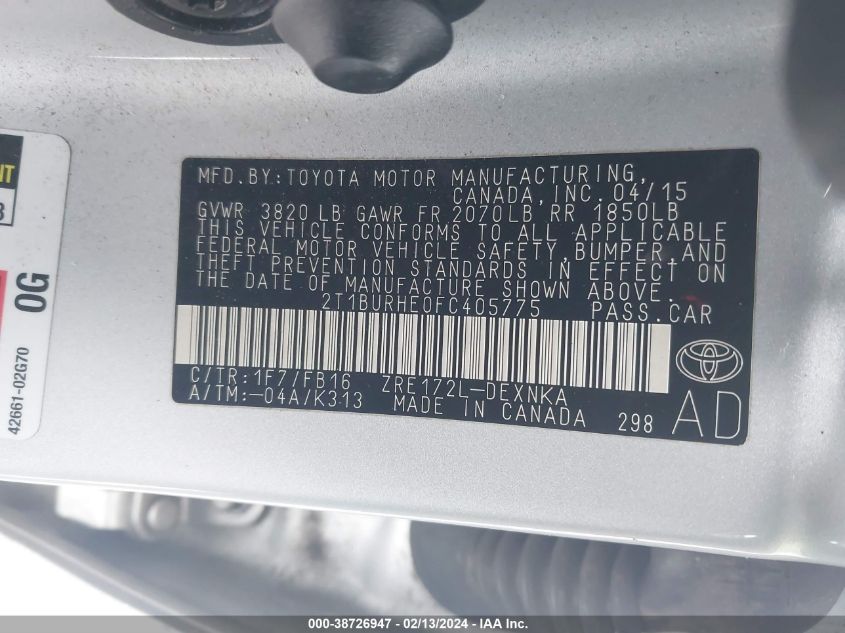 MFD. BY: TOYOTA MOTOR MANUFACTURING,
CANADA, INC. 04/15
GVWR 3820 LB GAWR FR 2070LB RR 1850LB
THIS VEHICLE CONFORMS TO ALL APPLICABLE
FEDERAL MOTOR VEHICLE SAFETY, BUMPER, AND
THEFT PREVENTION STANDARDS IN EFFECT ON
THE DATE OF MANUFACTURE SHOWN ABOVE.
2T1BURHE0FC405775 PASS. CAR
C/TR: 1F7/FB16 ZRE172L-DEXNKA
A/TM: -04A/K313 MADE IN CANADA 298
AD
0G
42661-02G70
000-38726947 - 02/13/2024 - IAA Inc.